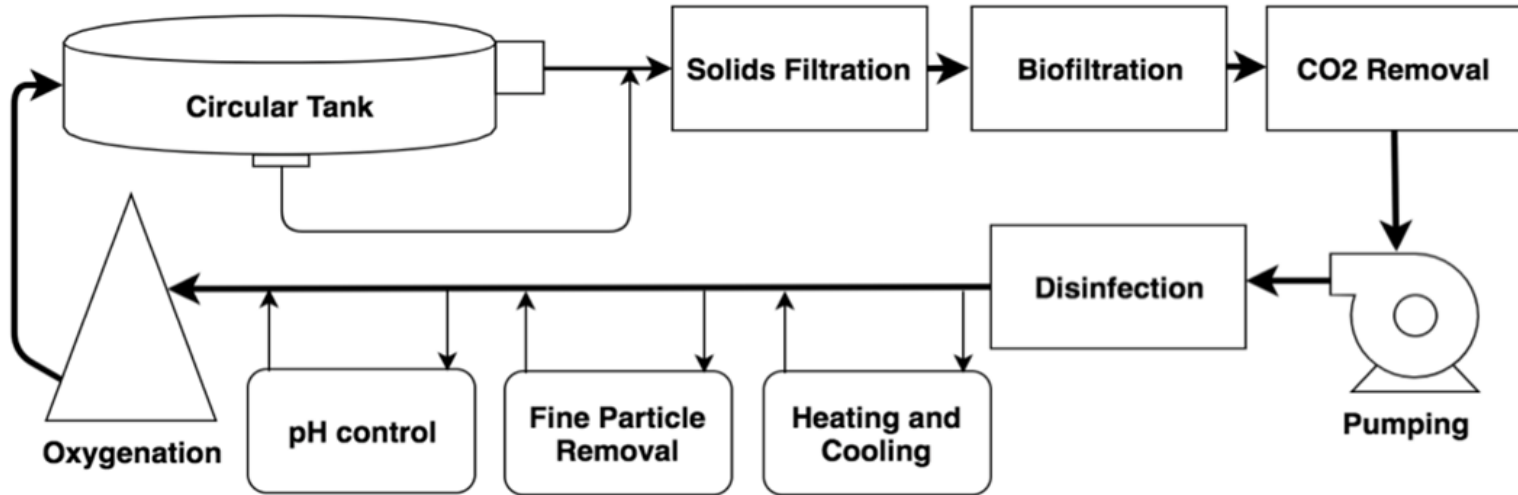 Circular Tank
Solids Filtration
Biofiltration
CO2 Removal
Disinfection
Pumping
Oxygenation
pH control
Fine Particle
Removal
Heating and
Cooling